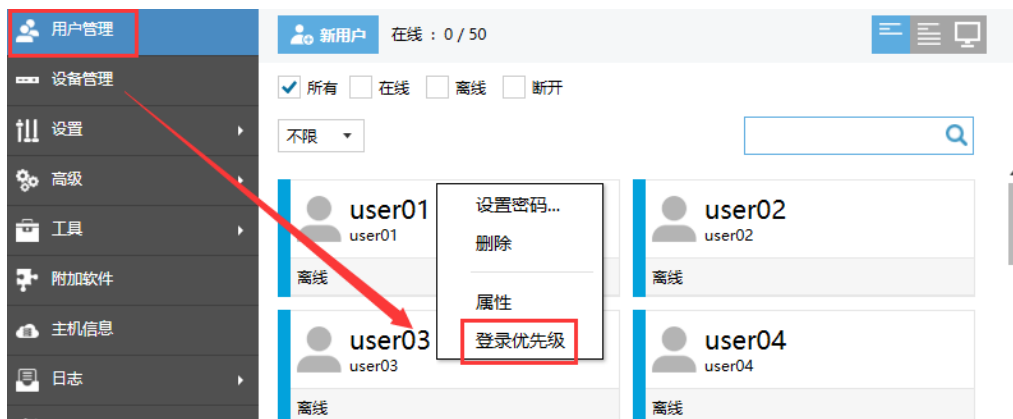 用户管理
设备管理
设置
高级
工具
附加软件
主机信息
日志
新用户 在线：0 / 50
所有 在线 离线 断开
不限
user01
user01
离线
user02
user02
离线
设置密码...
删除
属性
登录优先级
user03
user03
离线
user04
user04
离线